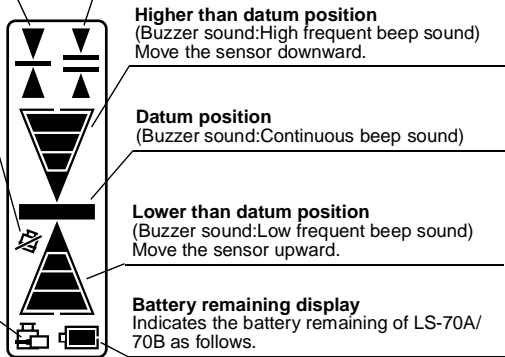 Higher than datum position
(Buzzer sound:High frequent beep sound)
Move the sensor downward.
Datum position
(Buzzer sound:Continuous beep sound)
Lower than datum position
(Buzzer sound:Low frequent beep sound)
Move the sensor upward.
Battery remaining display
Indicates the battery remaining of LS-70A/
70B as follows.